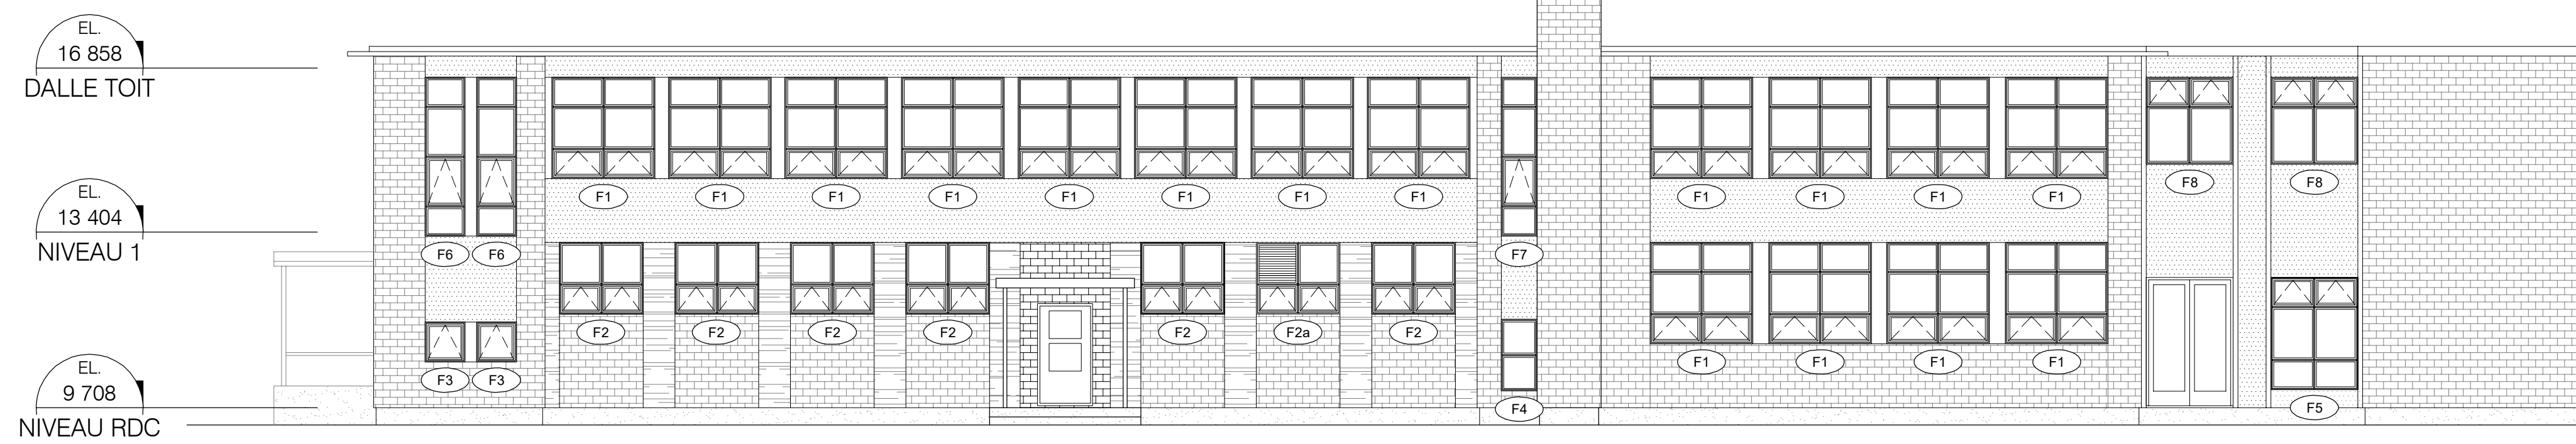 EL.
16 858
DALLE TOIT
F1 F1 F1 F1 F1 F1 F1 F1 F1 F1 F1 F1
F8 F8
EL.
13 404
NIVEAU 1
F6 F6 F7
F2 F2 F2 F2 F2 F2a F2
F1 F1 F1 F1
EL.
9 708
NIVEAU RDC
F3 F3
F4 F5